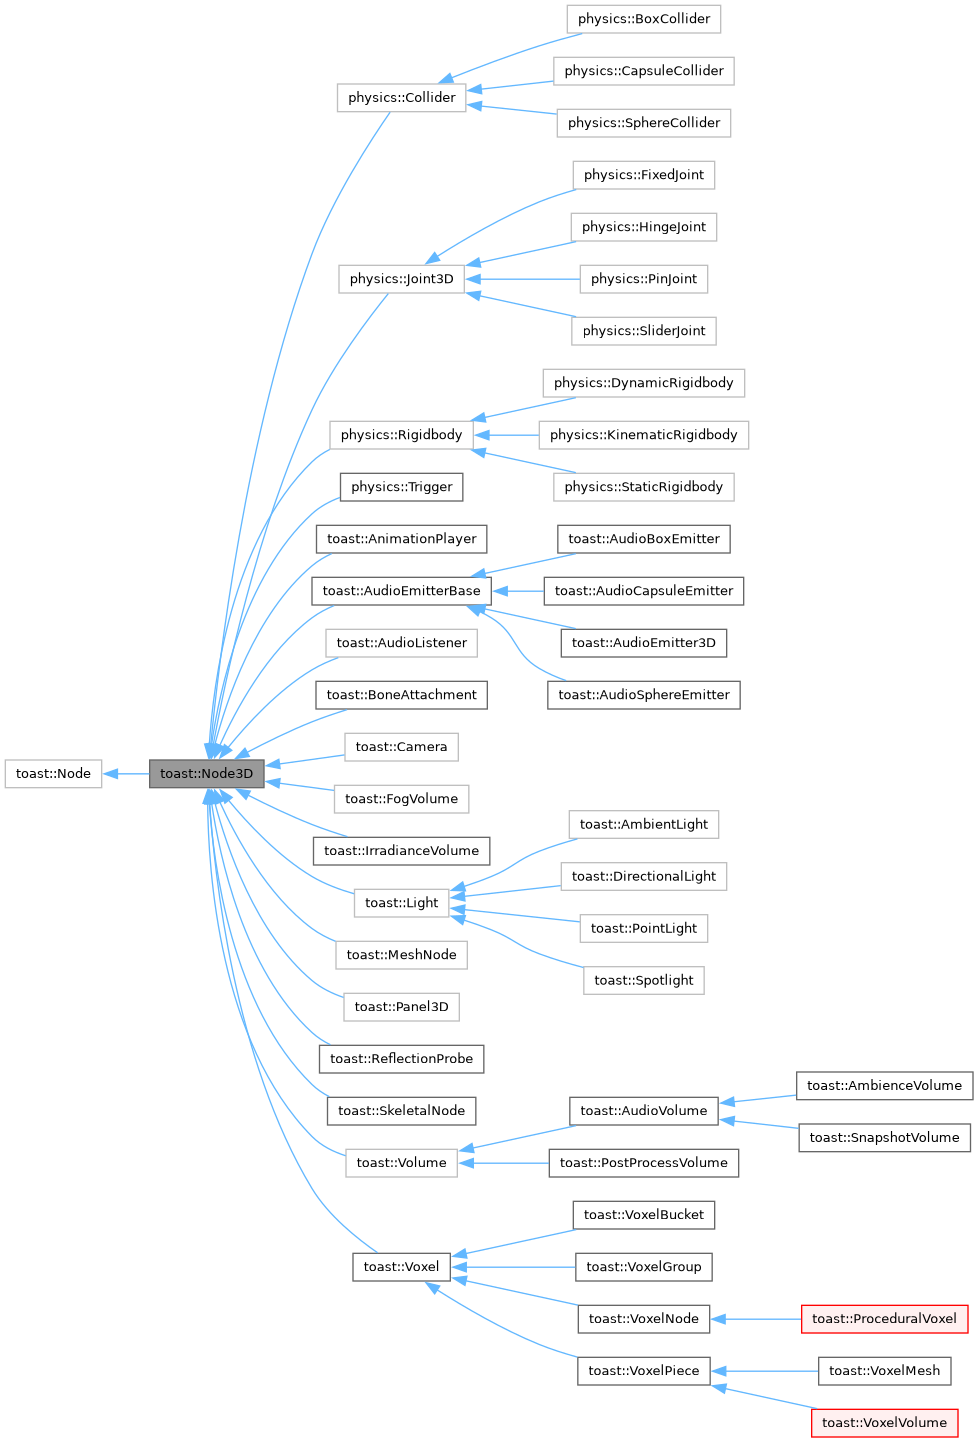 physics::BoxCollider
physics::CapsuleCollider
physics::Collider
physics::SphereCollider
physics::FixedJoint
physics::HingeJoint
physics::Joint3D
physics::PinJoint
physics::SliderJoint
physics::DynamicRigidbody
physics::Rigidbody
physics::KinematicRigidbody
physics::Trigger
physics::StaticRigidbody
toast::AnimationPlayer
toast::AudioBoxEmitter
toast::AudioEmitterBase
toast::AudioCapsuleEmitter
toast::AudioListener
toast::AudioEmitter3D
toast::BoneAttachment
toast::AudioSphereEmitter
toast::Camera
toast::Node
toast::Node3D
toast::FogVolume
toast::AmbientLight
toast::IrradianceVolume
toast::DirectionalLight
toast::Light
toast::PointLight
toast::MeshNode
toast::Spotlight
toast::Panel3D
toast::ReflectionProbe
toast::AmbienceVolume
toast::SkeletalNode
toast::AudioVolume
toast::SnapshotVolume
toast::Volume
toast::PostProcessVolume
toast::VoxelBucket
toast::Voxel
toast::VoxelGroup
toast::VoxelNode
toast::ProceduralVoxel
toast::VoxelPiece
toast::VoxelMesh
toast::VoxelVolume